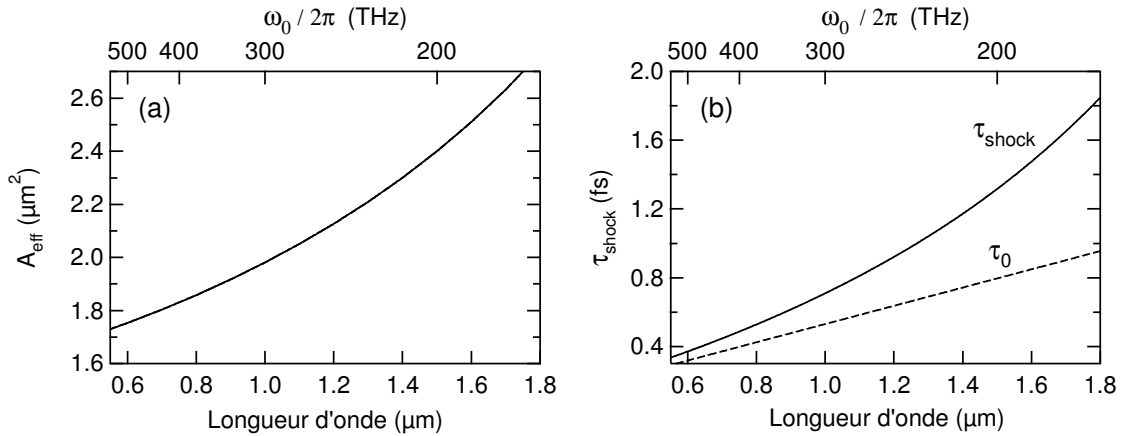 ω0 / 2π (THz)
500 400 300 200
(a)
Aeff (μm2)
2.6
2.4
2.2
2.0
1.8
1.6
0.6 0.8 1.0 1.2 1.4 1.6 1.8
Longueur d'onde (μm)
ω0 / 2π (THz)
500 400 300 200
(b)
τshock
τ0
τshock (fs)
2.0
1.6
1.2
0.8
0.4
0.6 0.8 1.0 1.2 1.4 1.6 1.8
Longueur d'onde (μm)